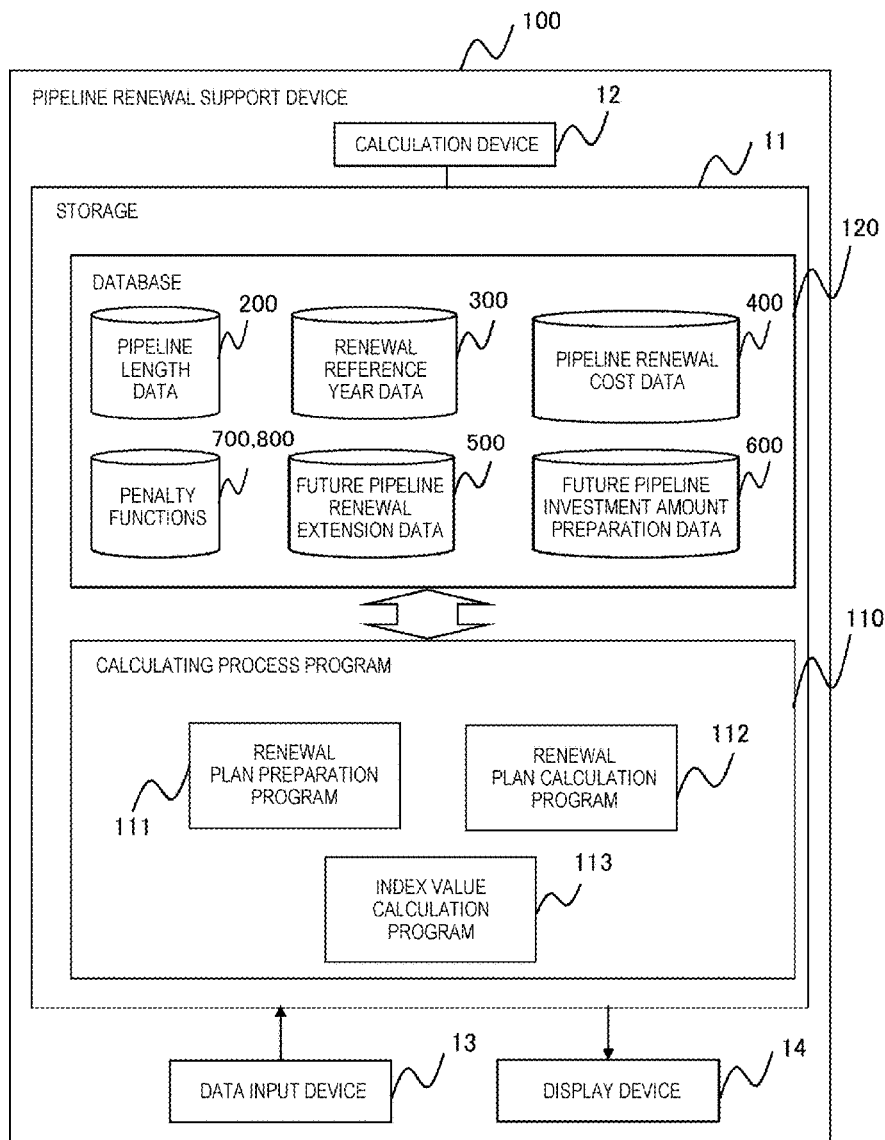 100
PIPELINE RENEWAL SUPPORT DEVICE
12
CALCULATION DEVICE
11
STORAGE
120
DATABASE
200
PIPELINE
LENGTH
DATA
300
RENEWAL
REFERENCE
YEAR DATA
400
PIPELINE RENEWAL
COST DATA
700,800
PENALTY
FUNCTIONS
500
FUTURE PIPELINE
RENEWAL
EXTENSION DATA
600
FUTURE PIPELINE
INVESTMENT AMOUNT
PREPARATION DATA
110
CALCULATING PROCESS PROGRAM
RENEWAL
PLAN PREPARATION
PROGRAM
111
RENEWAL
PLAN CALCULATION
PROGRAM
112
INDEX VALUE
CALCULATION
PROGRAM
113
DATA INPUT DEVICE
13
DISPLAY DEVICE
14